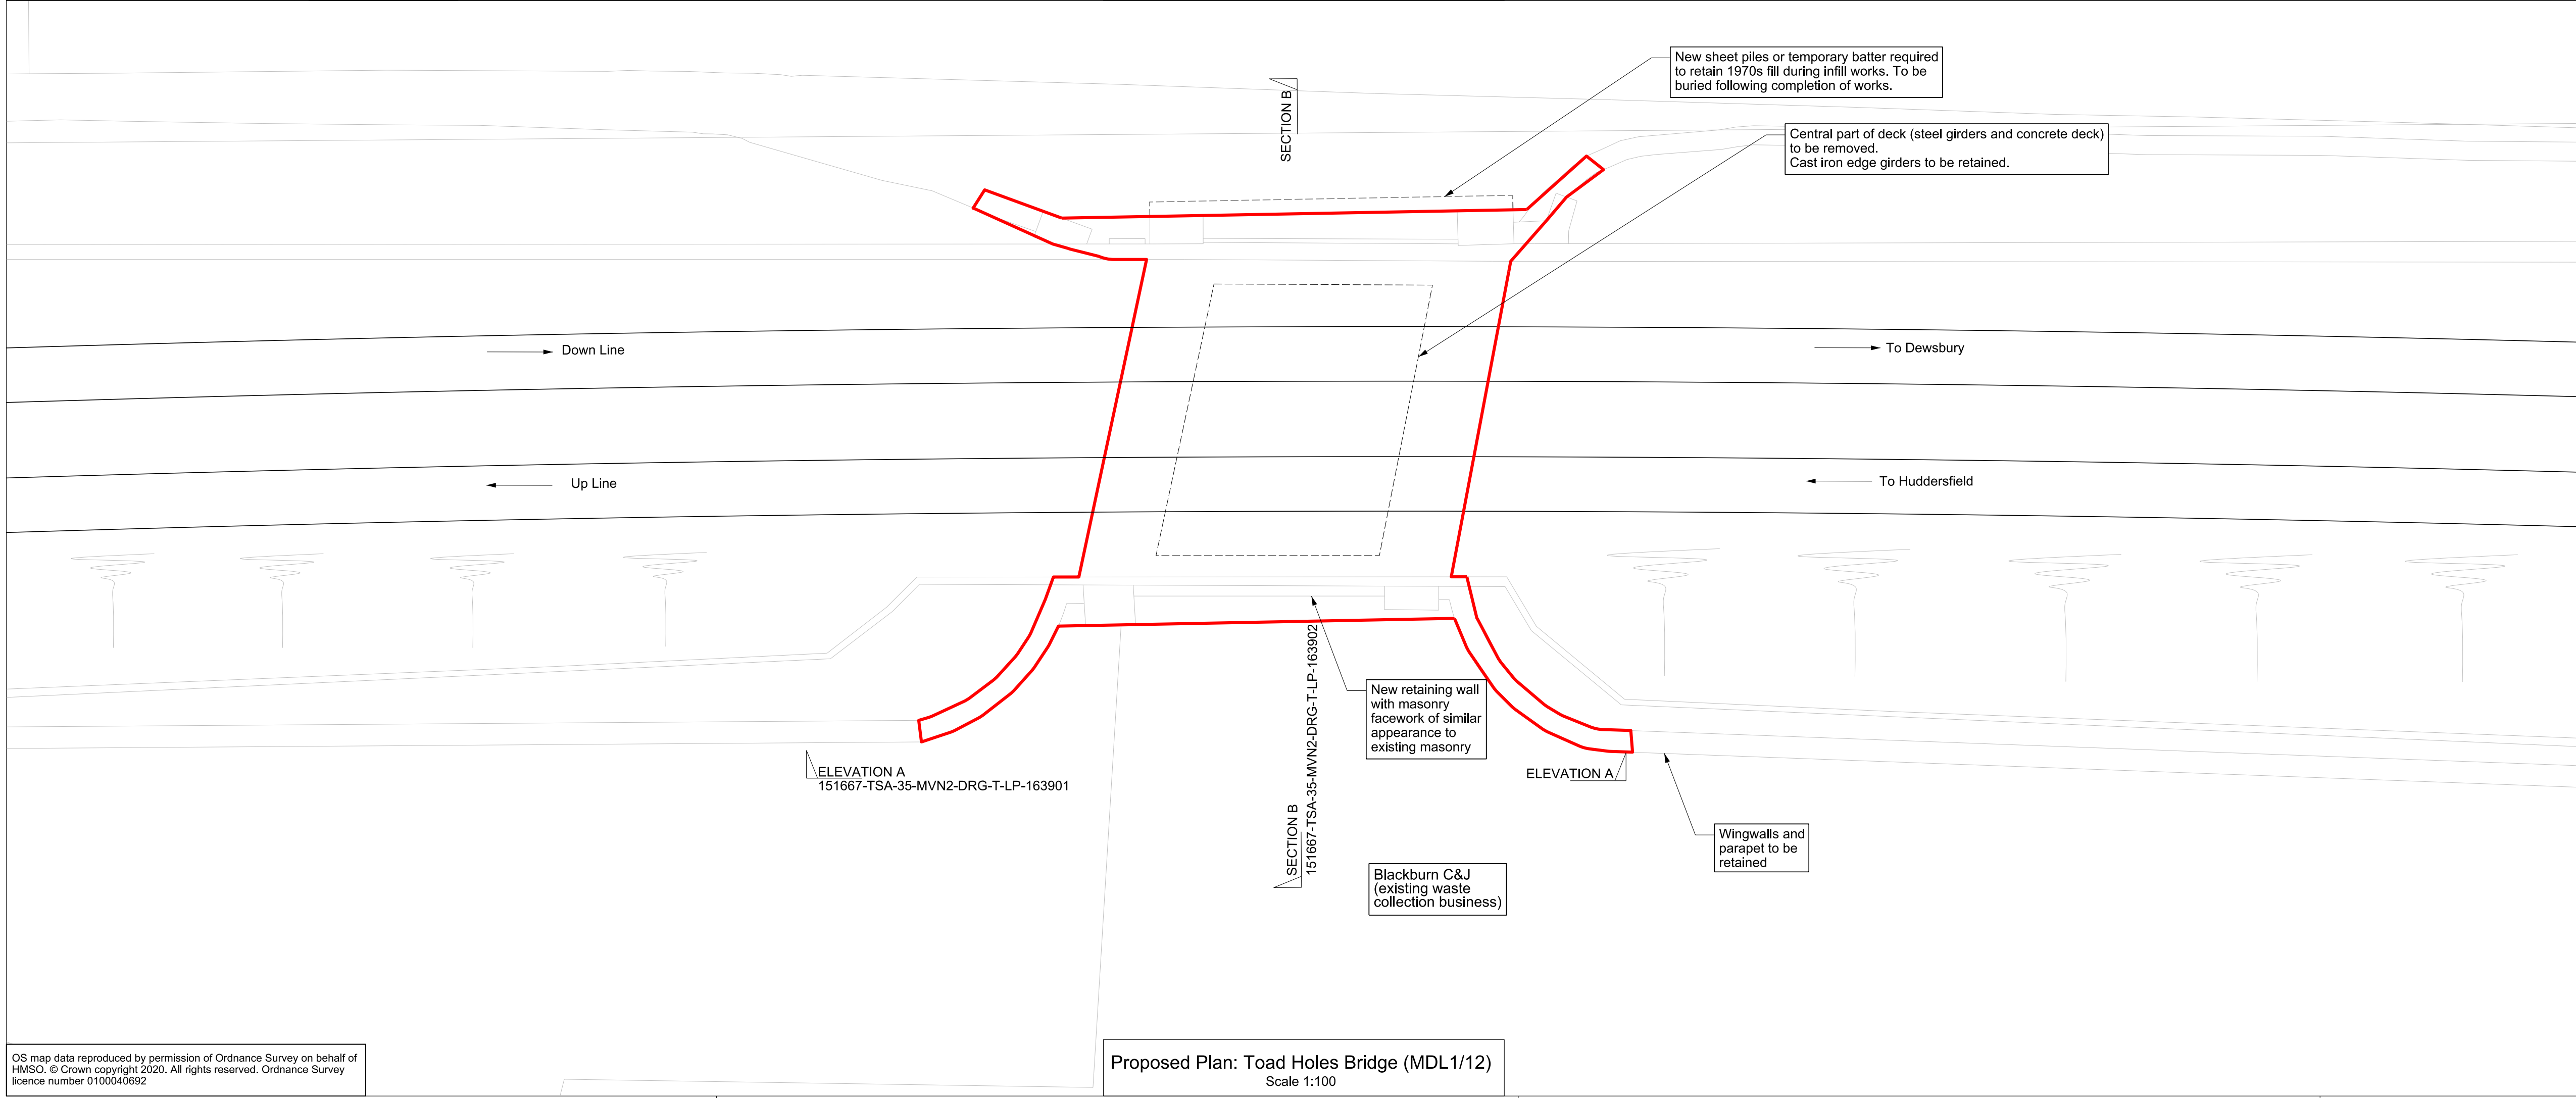 New sheet piles or temporary batter required
to retain 1970s fill during infill works. To be
buried following completion of works.
SECTION B
Central part of deck (steel girders and concrete deck)
to be removed.
Cast iron edge girders to be retained.
Down Line
To Dewsbury
Up Line
To Huddersfield
New retaining wall
with masonry
facework of similar
appearance to
existing masonry
ELEVATION A
151667-TSA-35-MVN2-DRG-T-LP-163901
ELEVATION A
SECTION B
151667-TSA-35-MVN2-DRG-T-LP-163902
Wingwalls and
parapet to be
retained
Blackburn C&J
(existing waste
collection business)
OS map data reproduced by permission of Ordnance Survey on behalf of
HMSO. © Crown copyright 2020. All rights reserved. Ordnance Survey
licence number 0100040692
Proposed Plan: Toad Holes Bridge (MDL1/12)
Scale 1:100